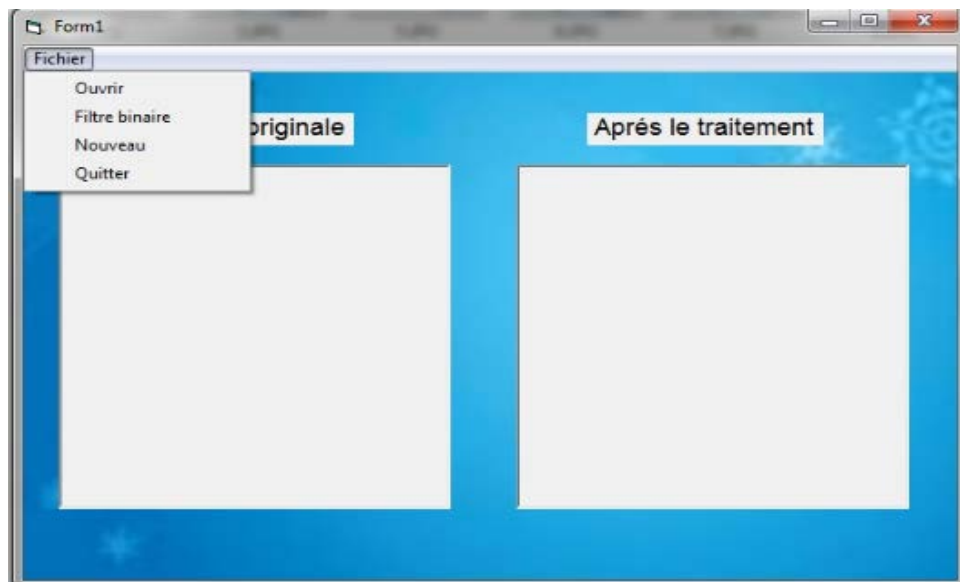 Form1
Fichier
Ouvrir
Filtre binaire
Nouveau
Quitter
originale
Aprés le traitement